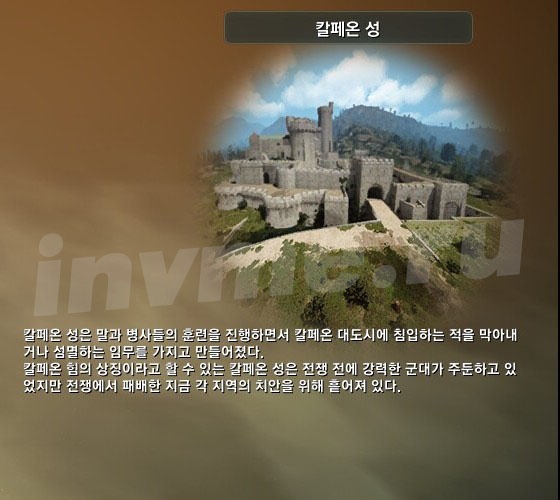 칼페온 성
invme.ru
칼페온 성은 말과 병사들의 훈련을 진행하면서 칼페온 대도시에 침입하는 적을 막아내
거나 섬멸하는 임무를 가지고 만들어졌다.
칼페온 힘의 상징이라고 할 수 있는 칼페온 성은 전쟁 전에 강력한 군대가 주둔하고 있
었지만 전쟁에서 패배한 지금 각 지역의 치안을 위해 흩어져 있다.